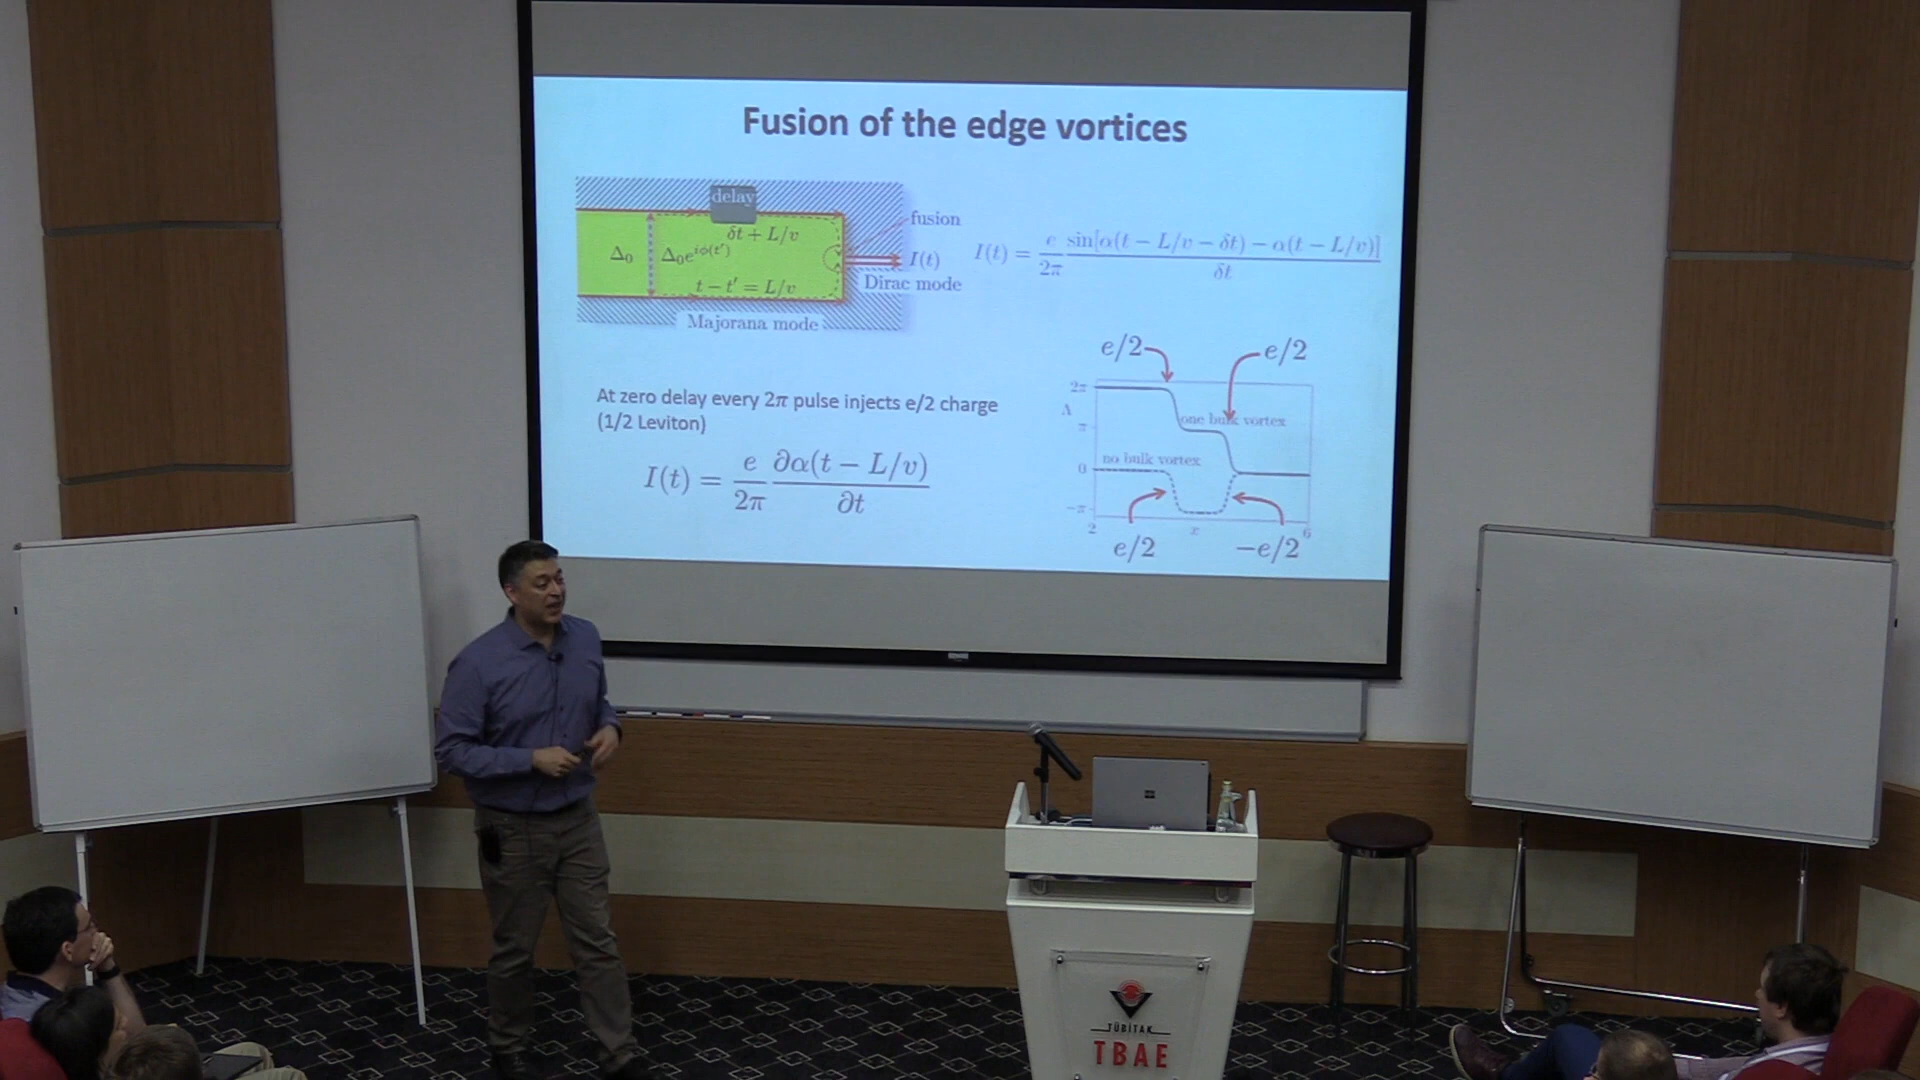 Fusion of the edge vortices
delay
δt + L/v
fusion
Δ₀
Δ₀e^{iϕ(t′)}
I(t)
I(t) = e/2π sin[α(t − L/v − δt) − α(t − L/v)]/δt
t − t′ = L/v
Dirac mode
Majorana mode
e/2
e/2
2π
Λ
one bulk vortex
π
no bulk vortex
0
−π
2
x
6
e/2
−e/2
At zero delay every 2π pulse injects e/2 charge
(1/2 Leviton)
I(t) = e/2π ∂α(t − L/v)/∂t
TÜBİTAK
TBAE